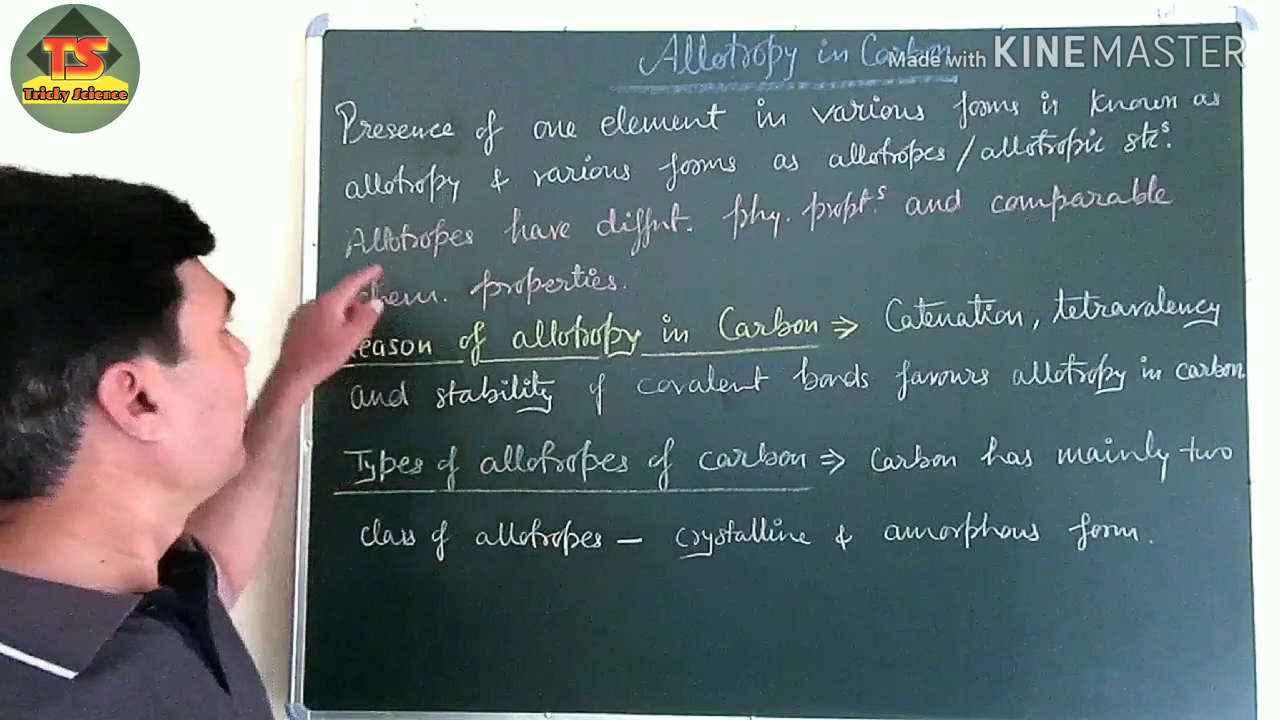 TS
Tricky Science
Made with KINEMASTER
Allotropy in Carbon
Presence of one element in various forms is known as
allotropy & various forms as allotropes/allotropic sts.
Allotropes have diffnt. phy. propt.s and comparable
chem. properties.
Reason of allotropy in Carbon ⇒ Catenation, tetravalency
and stability of covalent bonds favours allotropy in carbon
Types of allotropes of carbon ⇒ Carbon has mainly two
class of allotropes – crystalline & amorphous form.